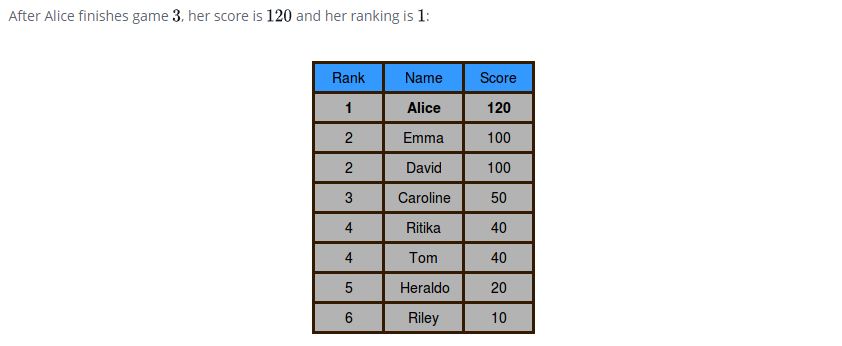 After Alice finishes game 3, her score is 120 and her ranking is 1:
Rank Name Score
1 Alice 120
2 Emma 100
2 David 100
3 Caroline 50
4 Ritika 40
4 Tom 40
5 Heraldo 20
6 Riley 10